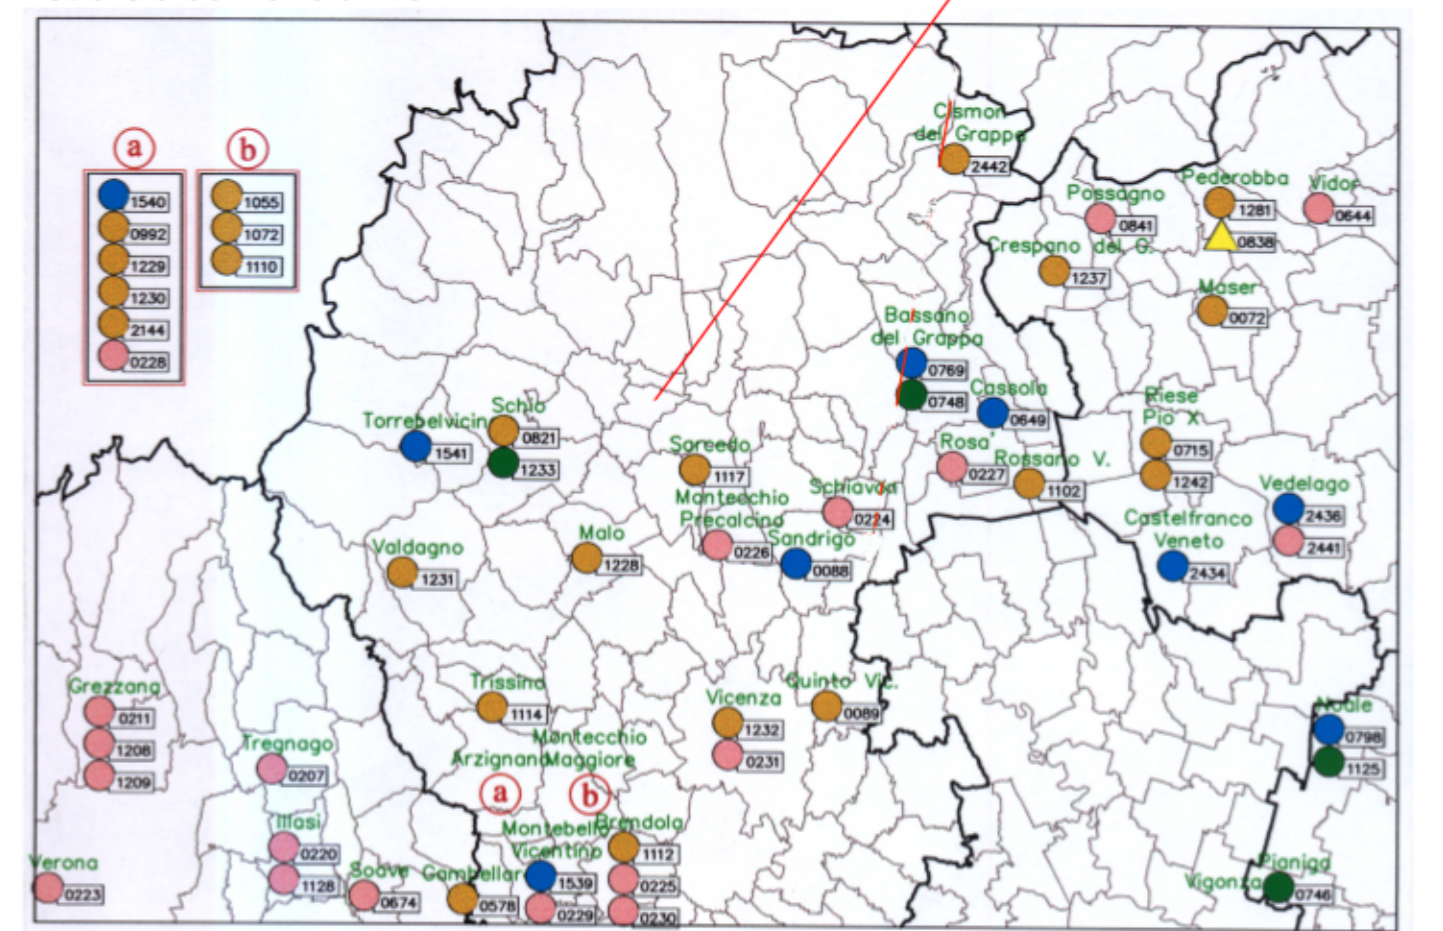 a
b
1540
0992
1229
1230
2144
0228
1055
1072
1110
Cismon
del Grappa
2442
Possagno
0841
Pederobba
1281
0838
Vidor
0644
Crespano del G.
1237
Maser
0072
Bassano
del Grappa
0769
0748
Cassola
0649
Riese
Pio X
0715
1242
Torrebelvicin
1541
Schio
0821
1233
Sarcedo
1117
Rosa'
0227
Rossano V.
1102
Vedelago
2436
2441
Montecchio
Precalcino
0226
Schiavon
0224
Sandrigo
0088
Castelfranco
Veneto
2434
Valdagno
1231
Malo
1228
Grezzana
0211
1208
1209
Trissino
1114
Vicenza
1232
0231
Quinto Vic.
0089
Noale
0798
1125
Tregnago
0207
Arzignano
a
Montecchio
Maggiore
b
Illasi
0220
1128
Montebello
Vicentino
1539
0229
Brendola
1112
0225
0230
Verona
0223
Soave
0674
Gambellar
0578
Pianiga
Vigonza
0746